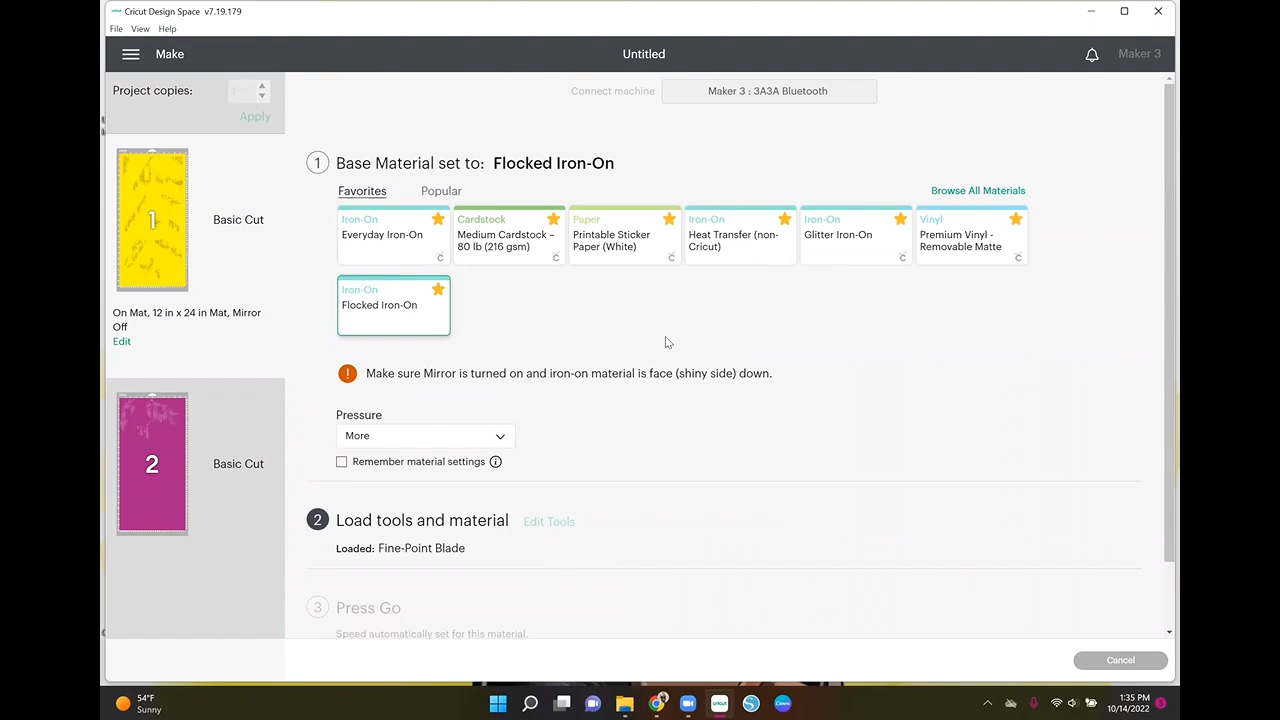 cricut Cricut Design Space v7.19.179
File View Help
Make
Untitled
Maker 3
Project copies:
Apply
Connect machine
Maker 3 : 3A3A Bluetooth
1
Basic Cut
On Mat, 12 in x 24 in Mat, Mirror
Off
Edit
2
Basic Cut
1 Base Material set to: Flocked Iron-On
Favorites
Popular
Browse All Materials
Iron-On
Everyday Iron-On
Cardstock
Medium Cardstock –
80 lb (216 gsm)
Paper
Printable Sticker
Paper (White)
Iron-On
Heat Transfer (non-
Cricut)
Iron-On
Glitter Iron-On
Vinyl
Premium Vinyl -
Removable Matte
Iron-On
Flocked Iron-On
! Make sure Mirror is turned on and iron-on material is face (shiny side) down.
Pressure
More
Remember material settings
2 Load tools and material Edit Tools
Loaded: Fine-Point Blade
3 Press Go
Speed automatically set for this material.
Cancel
54°F
Sunny
cricut
1:35 PM
10/14/2022
3